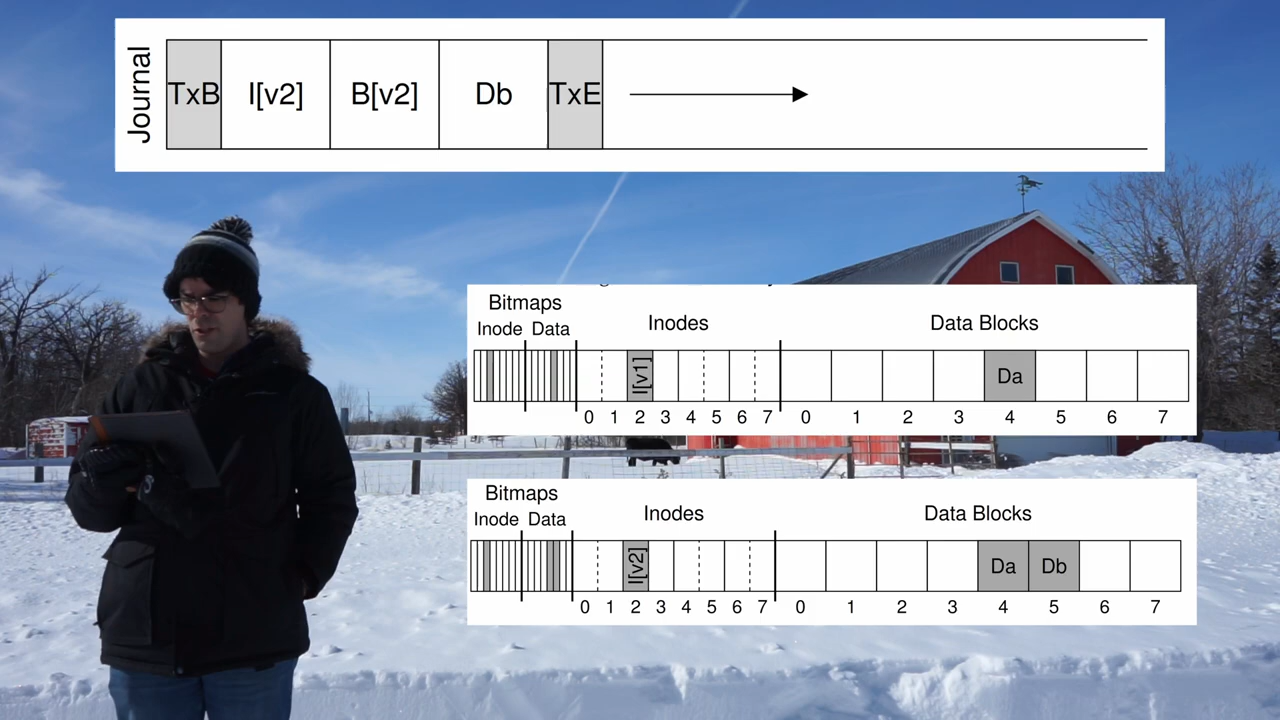 Journal
TxB I[v2] B[v2] Db TxE
Bitmaps
Inode Data Inodes Data Blocks
I[v1] Da
0 1 2 3 4 5 6 7 0 1 2 3 4 5 6 7
Bitmaps
Inode Data Inodes Data Blocks
I[v2] Da Db
0 1 2 3 4 5 6 7 0 1 2 3 4 5 6 7